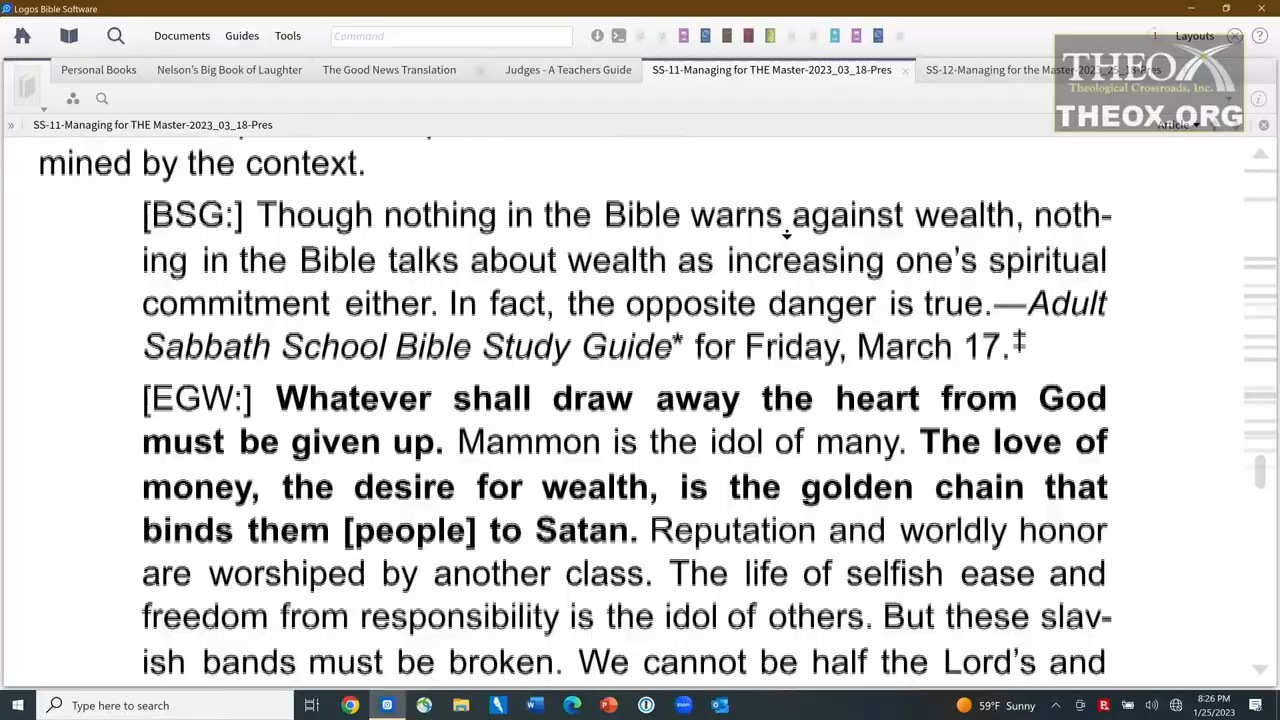 Logos Bible Software
Documents Guides Tools Command Layouts
THEOX
Theological Crossroads, Inc.
THEOX.ORG
Personal Books Nelson's Big Book of Laughter Judges - A Teachers Guide SS-11-Managing for THE Master-2023_03_18-Pres SS-12-Managing for the Master-2023_25_18-Pres
SS-11-Managing for THE Master-2023_03_18-Pres Article
mined by the context.
[BSG:] Though nothing in the Bible warns against wealth, noth-
ing in the Bible talks about wealth as increasing one's spiritual
commitment either. In fact, the opposite danger is true.—Adult
Sabbath School Bible Study Guide* for Friday, March 17.‡
[EGW:] Whatever shall draw away the heart from God
must be given up. Mammon is the idol of many. The love of
money, the desire for wealth, is the golden chain that
binds them [people] to Satan. Reputation and worldly honor
are worshiped by another class. The life of selfish ease and
freedom from responsibility is the idol of others. But these slav-
ish bands must be broken. We cannot be half the Lord's and
Type here to search
59°F Sunny
8:26 PM
1/25/2023